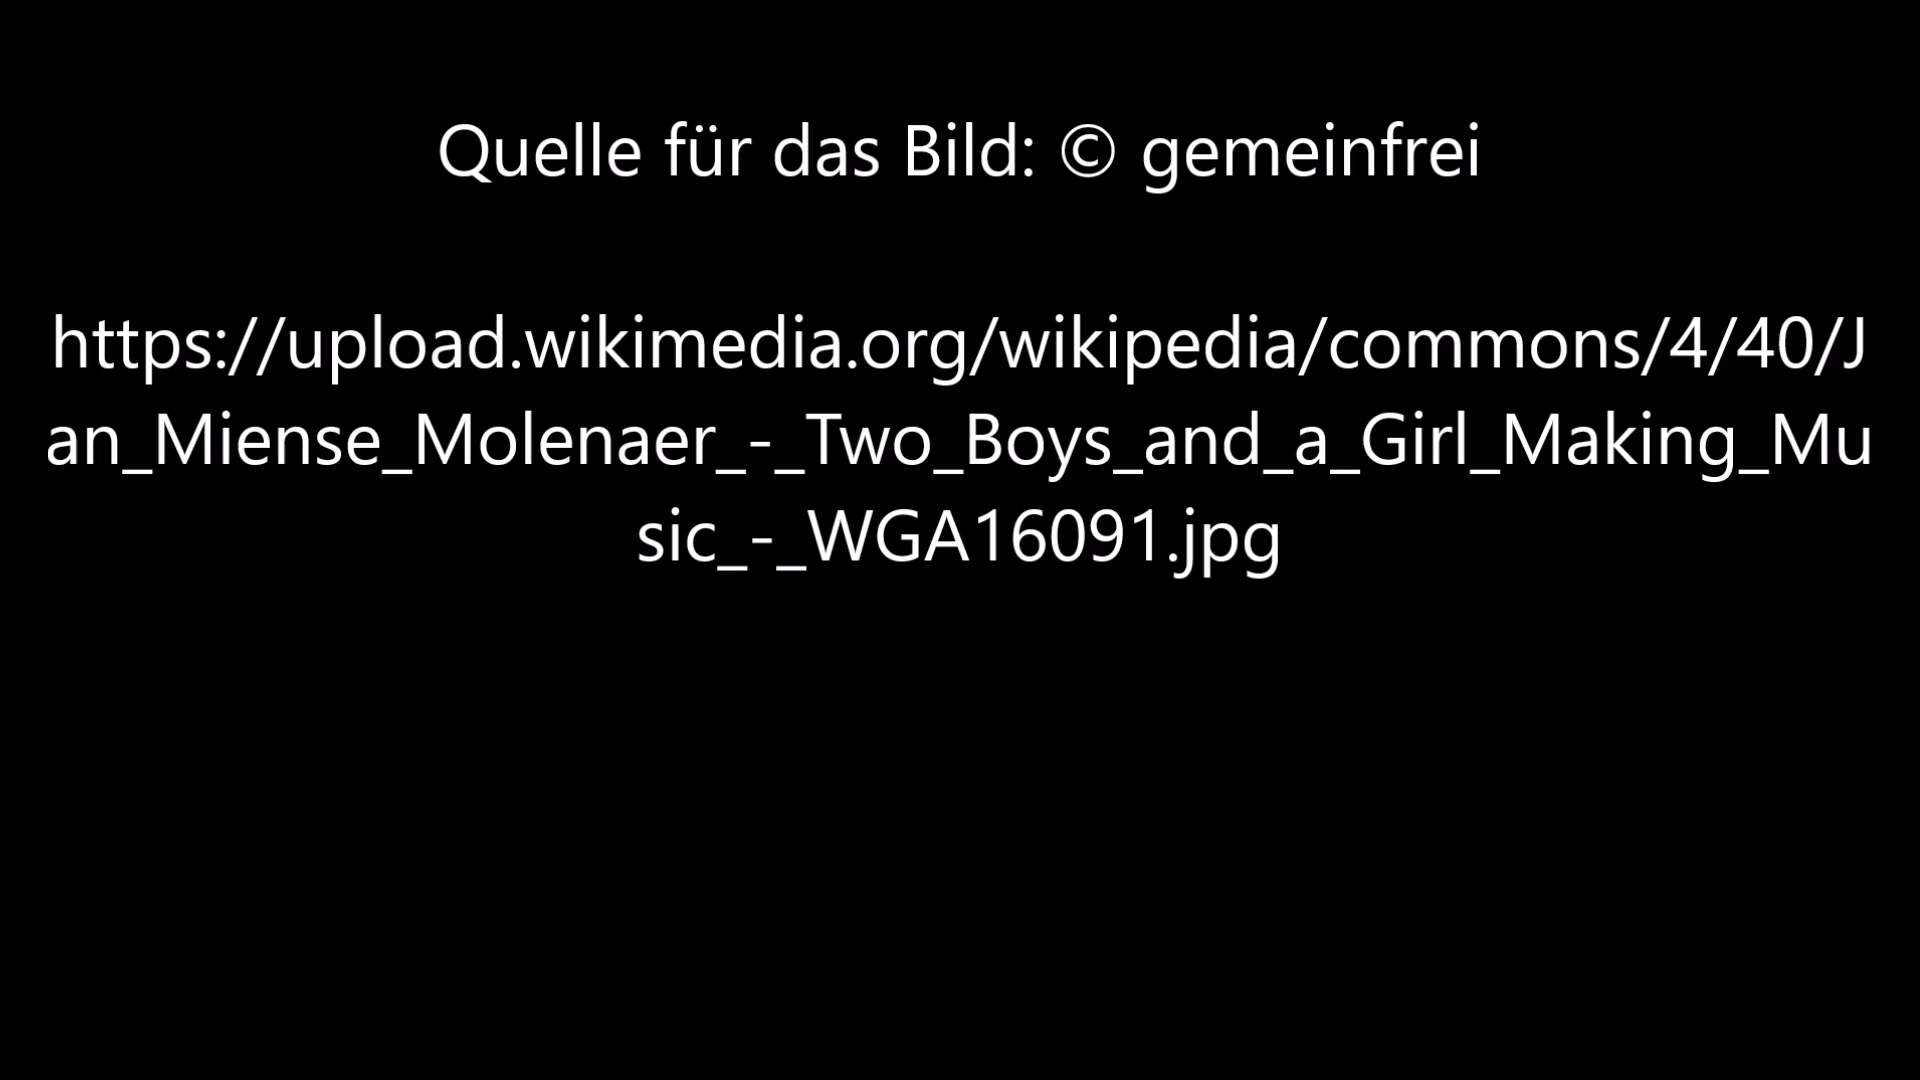 Quelle für das Bild: © gemeinfrei
https://upload.wikimedia.org/wikipedia/commons/4/40/J
an_Miense_Molenaer_-_Two_Boys_and_a_Girl_Making_Mu
sic_-_WGA16091.jpg